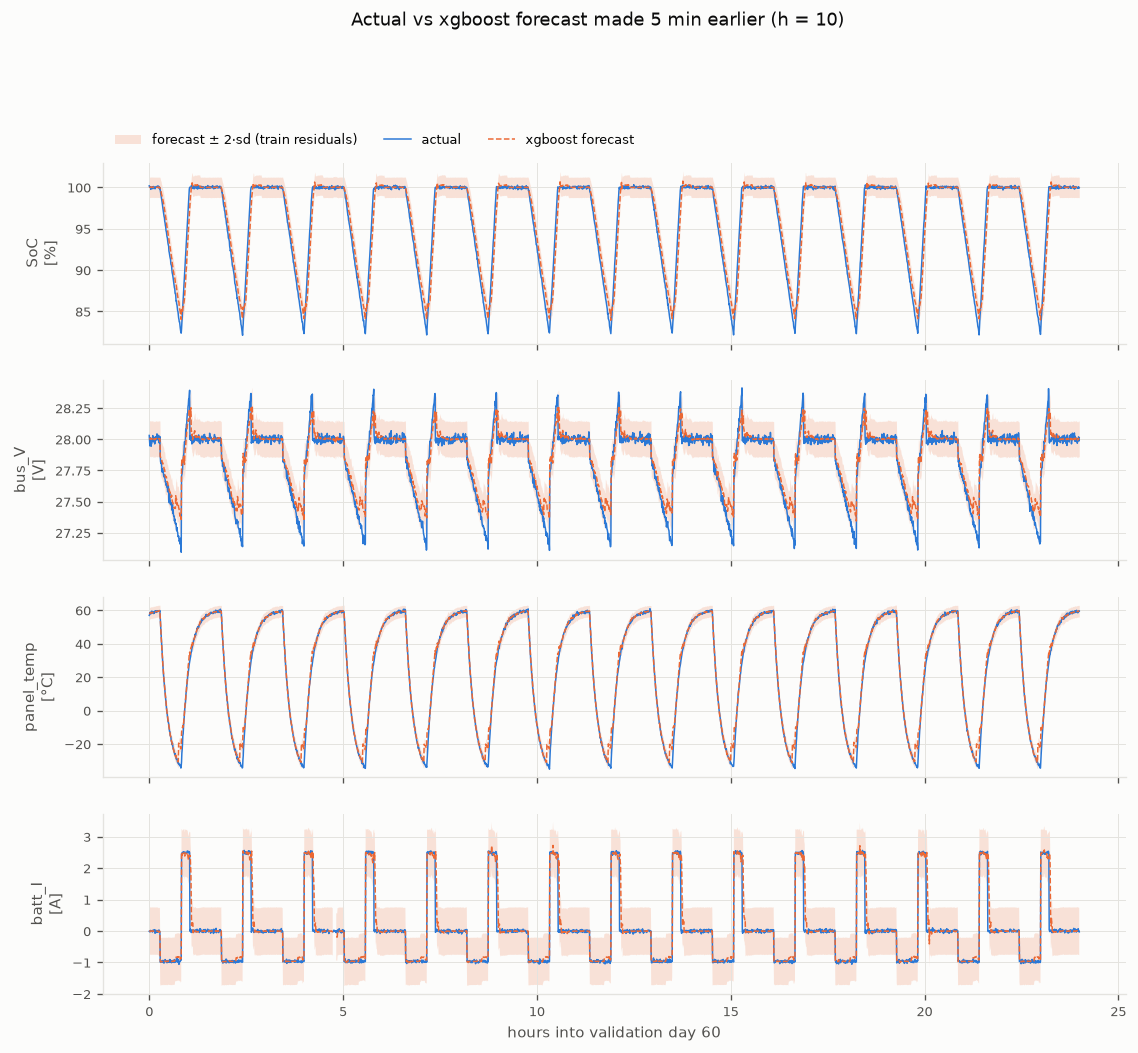 Actual vs xgboost forecast made 5 min earlier (h = 10)
forecast ± 2·sd (train residuals) actual xgboost forecast
SoC
[%]
100
95
90
85
bus_V
[V]
28.25
28.00
27.75
27.50
27.25
panel_temp
[°C]
60
40
20
0
−20
batt_I
[A]
3
2
1
0
−1
−2
0 5 10 15 20 25
hours into validation day 60